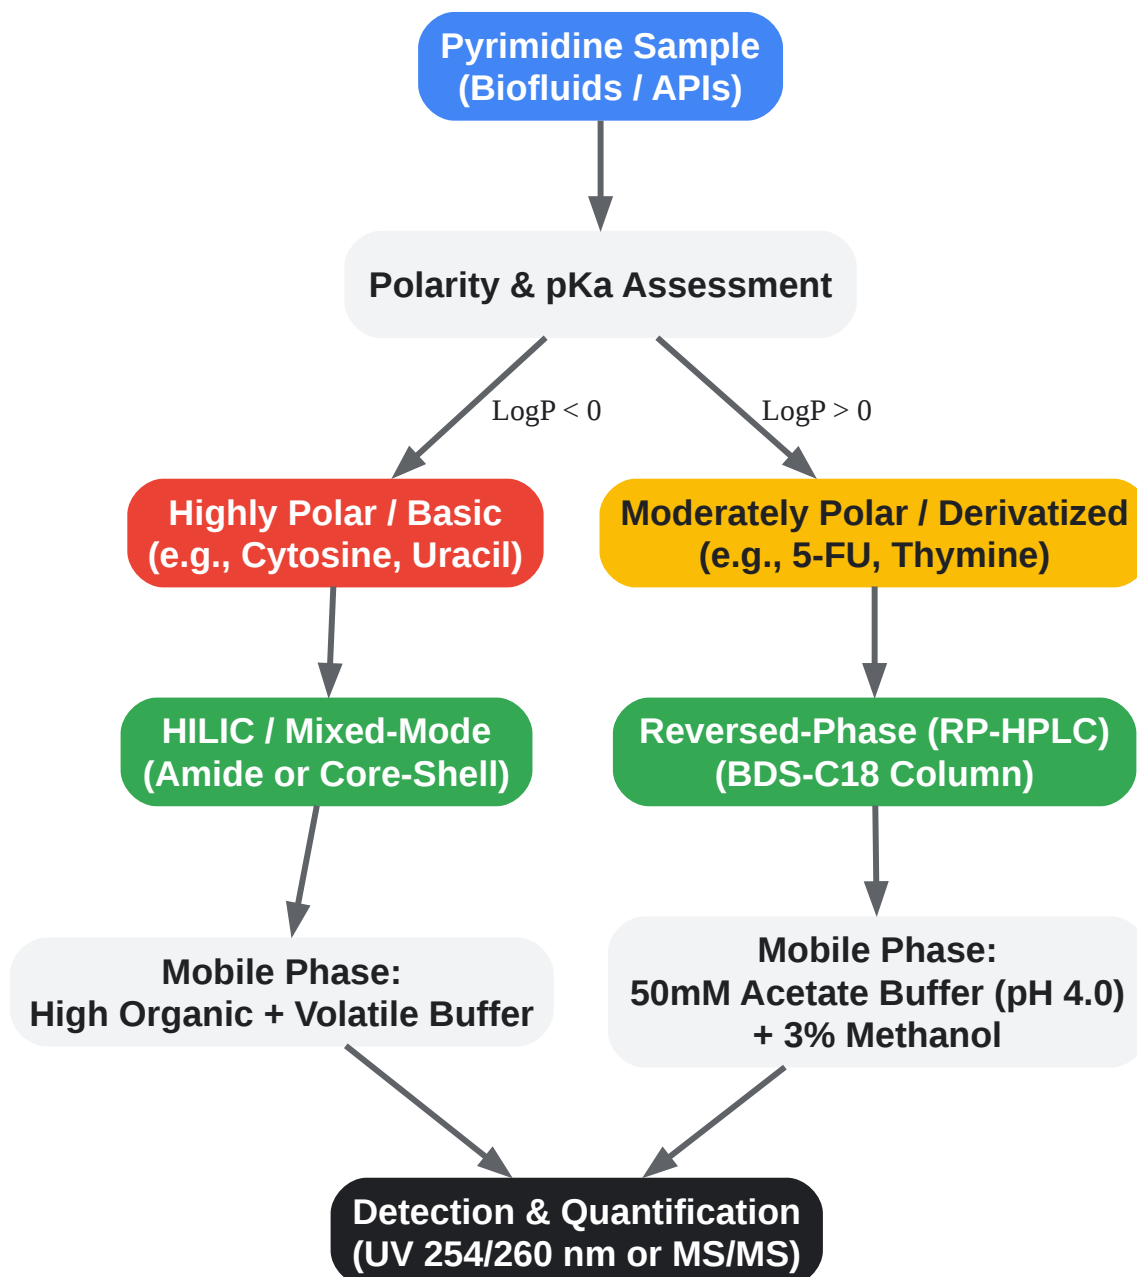 Pyrimidine Sample
(Biofluids / APIs)
Polarity & pKa Assessment
LogP < 0
LogP > 0
Highly Polar / Basic
(e.g., Cytosine, Uracil)
Moderately Polar / Derivatized
(e.g., 5-FU, Thymine)
HILIC / Mixed-Mode
(Amide or Core-Shell)
Reversed-Phase (RP-HPLC)
(BDS-C18 Column)
Mobile Phase:
High Organic + Volatile Buffer
Mobile Phase:
50mM Acetate Buffer (pH 4.0)
+ 3% Methanol
Detection & Quantification
(UV 254/260 nm or MS/MS)